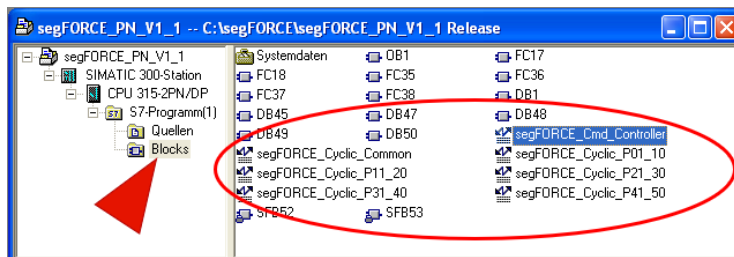 segFORCE_PN_V1_1 -- C:\segFORCE\segFORCE_PN_V1_1 Release
segFORCE_PN_V1_1
SIMATIC 300-Station
CPU 315-2PN/DP
S7-Programm(1)
Quellen
Blocks
Systemdaten OB1 FC17
FC18 FC35 FC36
FC37 FC38 DB1
DB45 DB47 DB48
DB49 DB50 segFORCE_Cmd_Controller
segFORCE_Cyclic_Common segFORCE_Cyclic_P01_10
segFORCE_Cyclic_P11_20 segFORCE_Cyclic_P21_30
segFORCE_Cyclic_P31_40 segFORCE_Cyclic_P41_50
SFB52 SFB53